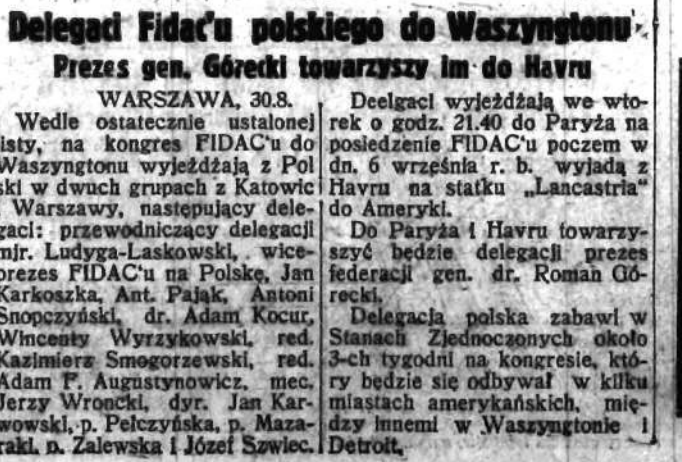 Delegaci Fidac'u polskiego do Waszyngtonu
Prezes gen. Górecki towarzyszy im do Havru
WARSZAWA, 30.8.
Wedle ostatecznie ustalonej
listy, na kongres FIDAC'u do
Waszyngtonu wyjeżdżają z Pol
ski w dwuch grupach z Katowic
i Warszawy, następujący dele-
gaci: przewodniczący delegacji
mjr. Ludyga-Laskowski, wice-
prezes FIDAC'u na Polskę, Jan
Karkoszka, Ant. Pająk, Antoni
Snopczyński, dr. Adam Kocur,
Wincenty Wyrzykowski, red.
Kazimierz Smogorzewski, red.
Adam F. Augustynowicz, mec.
Jerzy Wroncki, dyr. Jan Kar-
wowski, p. Pełczyńska, p. Maza-
raki, p. Zalewska i Józef Szwiec.
Deelgaci wyjeżdżają we wto-
rek o godz. 21.40 do Paryża na
posiedzenie FIDAC'u poczem w
dn. 6 września r. b. wyjadą z
Havru na statku „Lancastria"
do Ameryki.
Do Paryża i Havru towarzy-
szyć będzie delegacji prezes
federacji gen. dr. Roman Gó-
recki.
Delegacja polska zabawi w
Stanach Zjednoczonych około
3-ch tygodni na kongresie, któ-
ry będzie się odbywał w kilku
miastach amerykańskich, mię-
dzy innemi w Waszyngtonie i
Detroit.